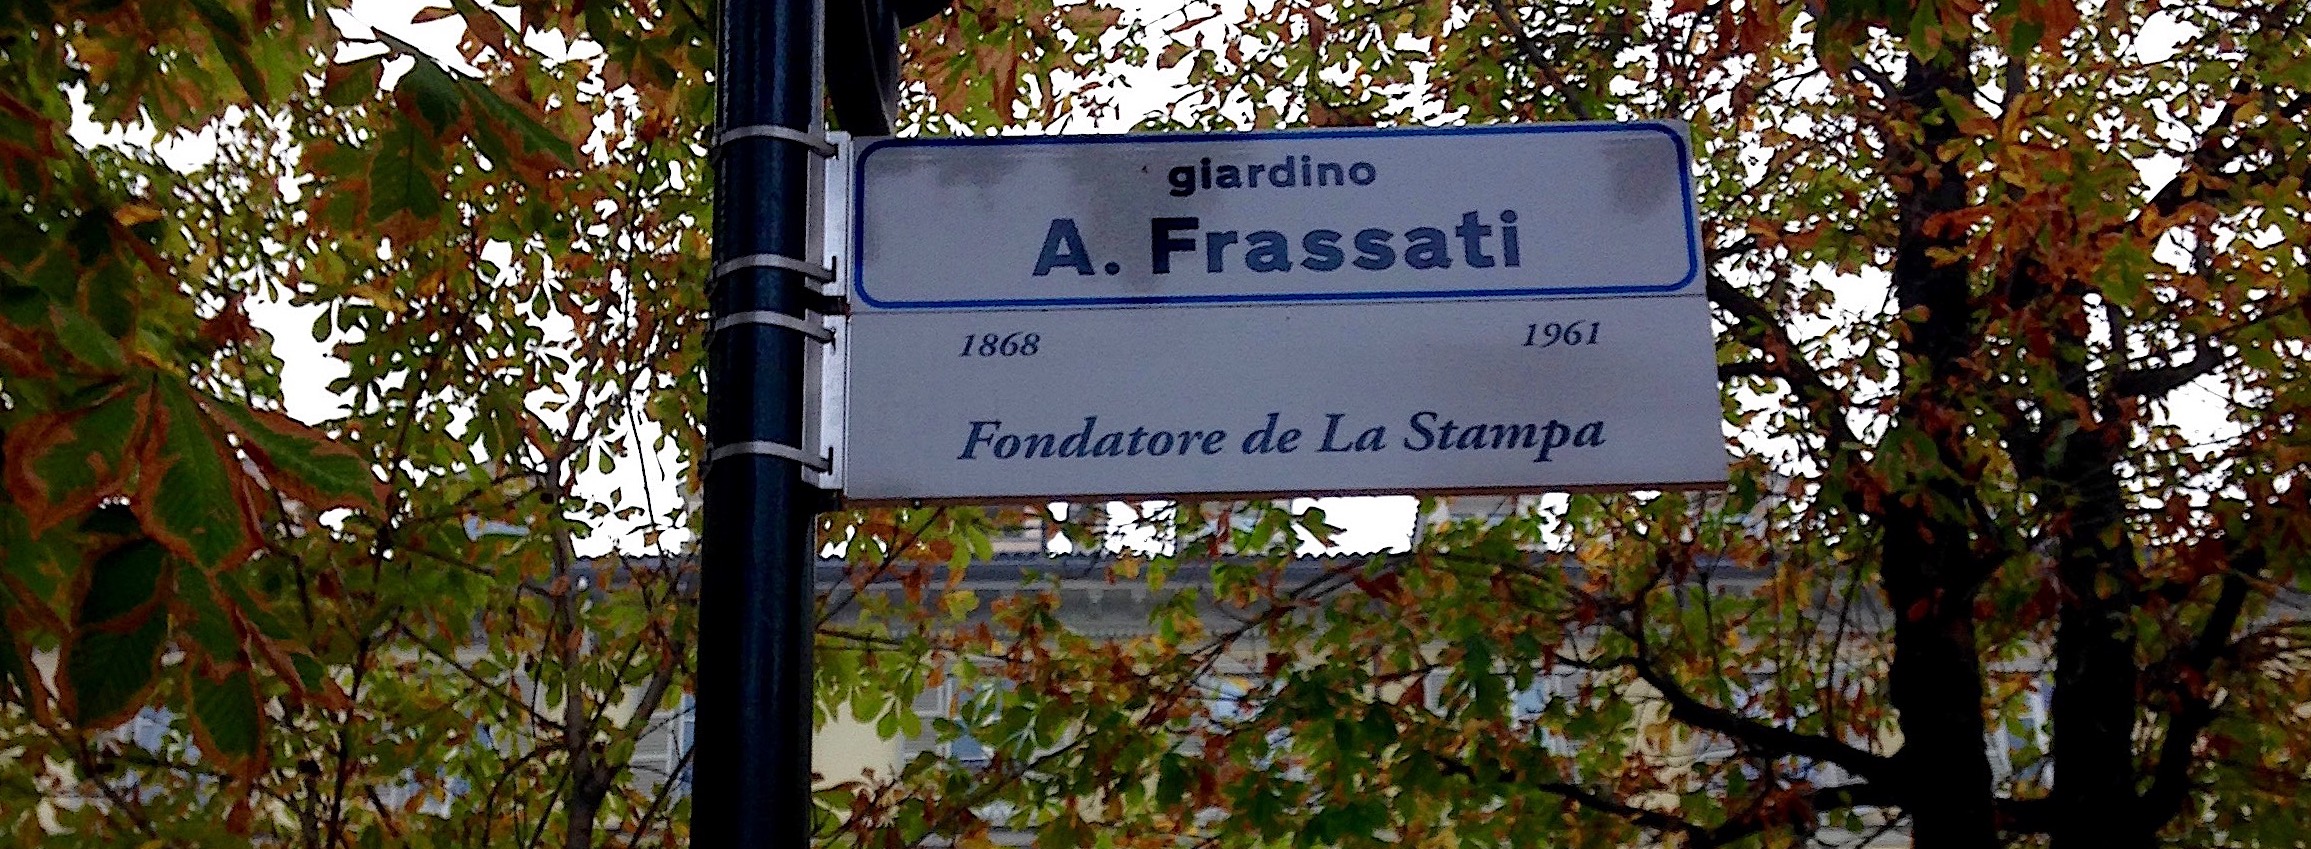 giardino
A. Frassati
1868 1961
Fondatore de La Stampa